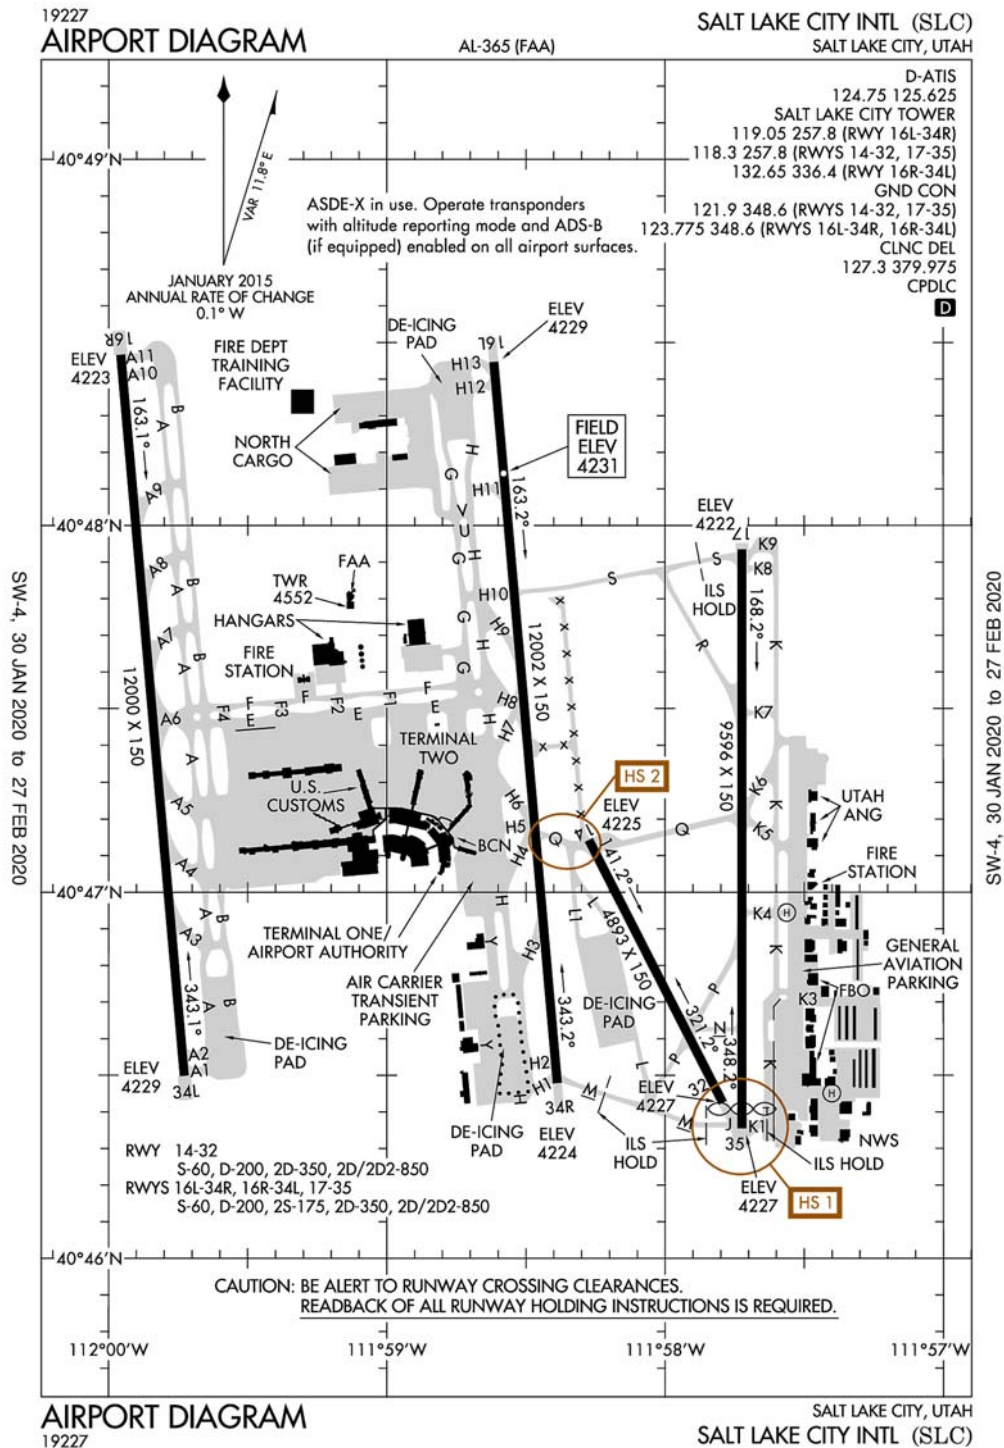 19227
AIRPORT DIAGRAM
AL-365 (FAA)
SALT LAKE CITY INTL (SLC)
SALT LAKE CITY, UTAH
D-ATIS
124.75 125.625
SALT LAKE CITY TOWER
119.05 257.8 (RWY 16L-34R)
118.3 257.8 (RWYS 14-32, 17-35)
132.65 336.4 (RWY 16R-34L)
GND CON
121.9 348.6 (RWYS 14-32, 17-35)
123.775 348.6 (RWYS 16L-34R, 16R-34L)
CLNC DEL
127.3 379.975
CPDLC
D
40°49'N
VAR 11.8° E
JANUARY 2015
ANNUAL RATE OF CHANGE
0.1° W
ASDE-X in use. Operate transponders
with altitude reporting mode and ADS-B
(if equipped) enabled on all airport surfaces.
16R
ELEV
4223
A11
A10
163.1°
B
A
A9
FIRE DEPT
TRAINING
FACILITY
DE-ICING
PAD
16L
ELEV
4229
H13
H12
NORTH
CARGO
FIELD
ELEV
4231
H
G
H11
163.2°
40°48'N
V
U
G
H
A8
B
A
FAA
TWR
4552
HANGARS
FIRE
STATION
H10
H9
G
H
G
ELEV
4222
17
K9
K8
S
ILS
HOLD
168.2°
S
R
K
A7
B
A
12000 X 150
12002 X 150
9596 X 150
F
F
F1
F2
F3
F4
E
E
E
A6
A
H8
H7
H
K7
TERMINAL
TWO
U.S.
CUSTOMS
HS 2
ELEV
4225
A5
H6
H5
H4
Q
14
Q
K6
K
K5
UTAH
ANG
BCN
141.2°
FIRE
STATION
A4
40°47'N
4893 X 150
TERMINAL ONE
AIRPORT AUTHORITY
AIR CARRIER
TRANSIENT
PARKING
A
B
A3
H
Y
H3
L1
L
K4
H
K
GENERAL
AVIATION
PARKING
P
FBO
K3
343.1°
A
B
DE-ICING
PAD
343.2°
DE-ICING
PAD
321.2°
N
348.2°
P
L
K
Y
A2
A1
ELEV
4229
34L
H2
H1
H
34R
M
32
ELEV
4227
H
DE-ICING
PAD
ELEV
4224
ILS
HOLD
M
J
K1
35
ILS HOLD
NWS
ELEV
4227
HS 1
RWY 14-32
S-60, D-200, 2D-350, 2D/2D2-850
RWYS 16L-34R, 16R-34L, 17-35
S-60, D-200, 2S-175, 2D-350, 2D/2D2-850
40°46'N
CAUTION: BE ALERT TO RUNWAY CROSSING CLEARANCES.
READBACK OF ALL RUNWAY HOLDING INSTRUCTIONS IS REQUIRED.
112°00'W
111°59'W
111°58'W
111°57'W
SW-4, 30 JAN 2020 to 27 FEB 2020
SW-4, 30 JAN 2020 to 27 FEB 2020
AIRPORT DIAGRAM
19227
SALT LAKE CITY, UTAH
SALT LAKE CITY INTL (SLC)